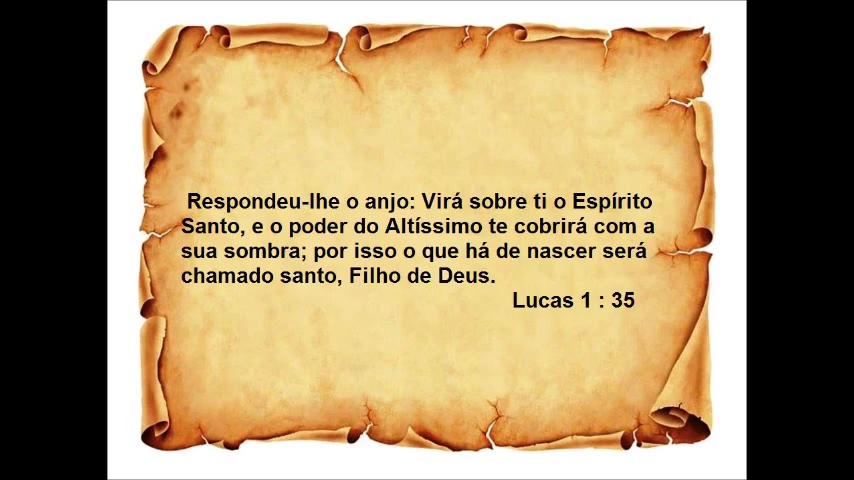 Respondeu-lhe o anjo: Virá sobre ti o Espírito
Santo, e o poder do Altíssimo te cobrirá com a
sua sombra; por isso o que há de nascer será
chamado santo, Filho de Deus.
Lucas 1 : 35